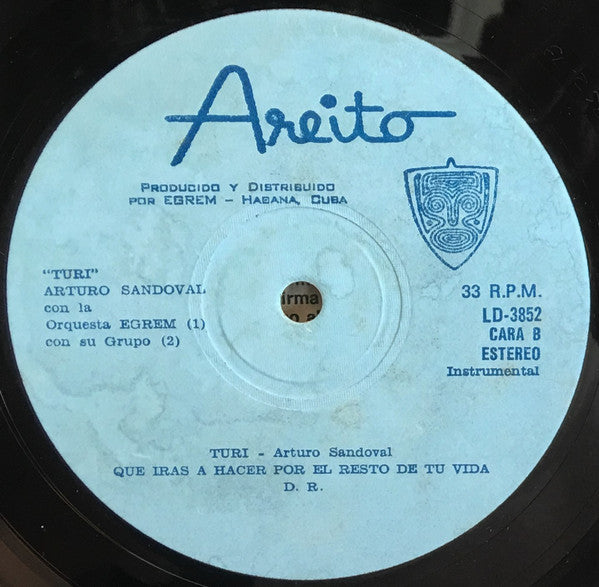 Areito
PRODUCIDO Y DISTRIBUIDO
POR EGREM - HABANA, CUBA
"TURI"
ARTURO SANDOVAL
con la
Orquesta EGREM (1)
con su Grupo (2)
33 R.P.M.
LD-3852
CARA B
ESTEREO
Instrumental
irma
TURI - Arturo Sandoval
QUE IRAS A HACER POR EL RESTO DE TU VIDA
D. R.